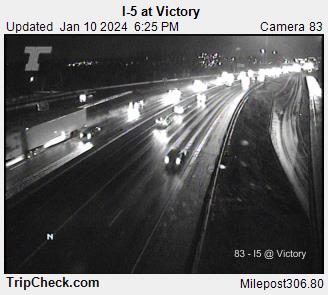 I-5 at Victory
Updated Jan 10 2024 6:25 PM Camera 83
T
N
83 - I5 @ Victory
TripCheck.com Milepost306.80